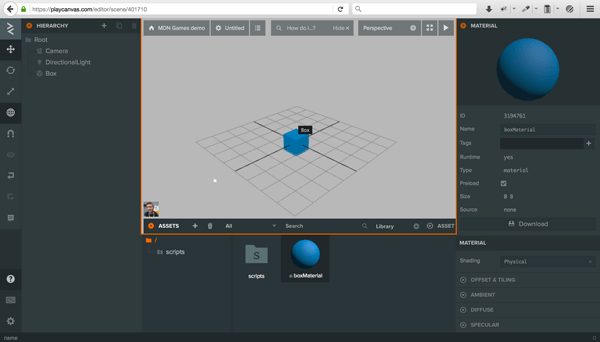 https://playcanvas.com/editor/scene/401710
HIERARCHY
Root
Camera
DirectionalLight
Box
MDN Games demo
Untitled
How do I...?
Hide
Perspective
Box
ASSETS
All
Search
Library
ASSET
/
scripts
S
scripts
boxMaterial
MATERIAL
ID 3194761
Name boxMaterial
Tags
Runtime yes
Type material
Preload
Size 0 B
Source none
Download
MATERIAL
Shading Physical
OFFSET & TILING
AMBIENT
DIFFUSE
SPECULAR
name